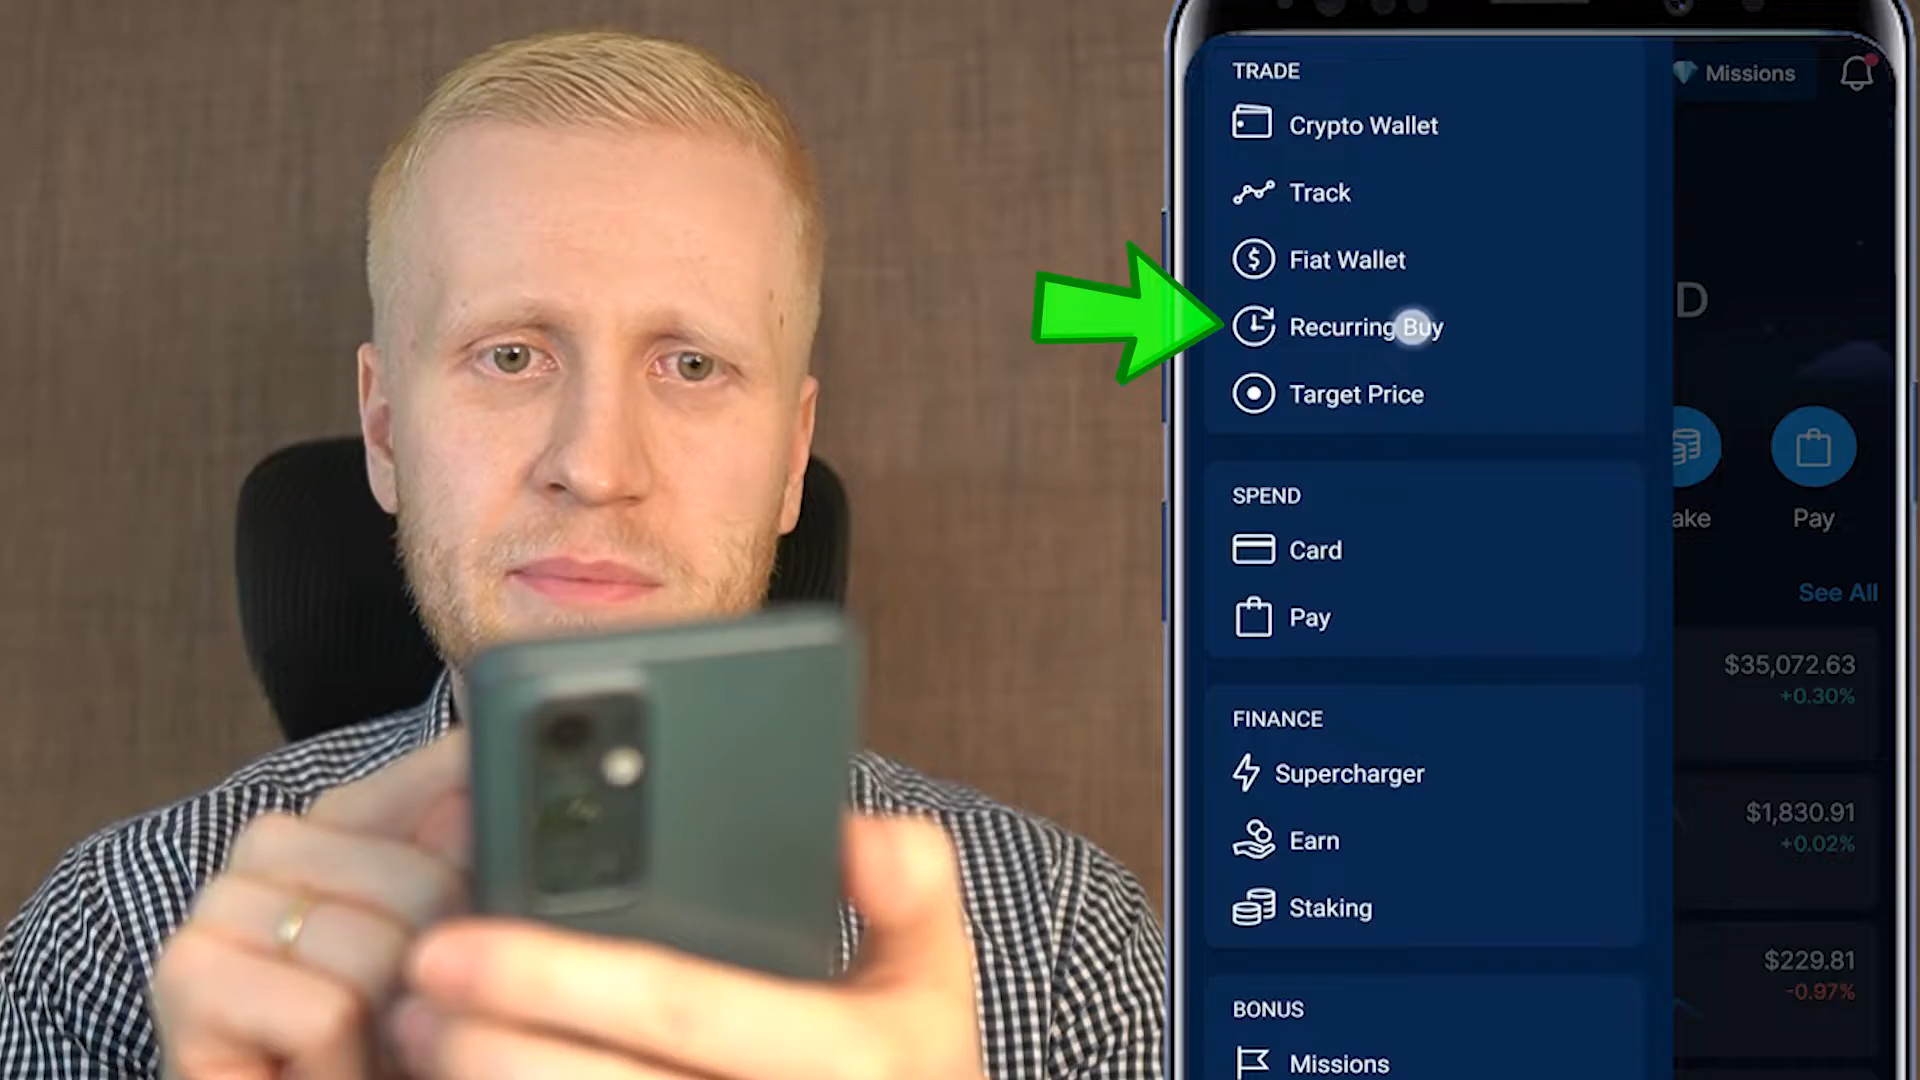 TRADE
Missions
Crypto Wallet
Track
Fiat Wallet
D
Recurring Buy
Target Price
SPEND
ake
Pay
Card
See All
Pay
$35,072.63
+0.30%
FINANCE
Supercharger
$1,830.91
Earn
+0.02%
Staking
$229.81
-0.97%
BONUS
Missions